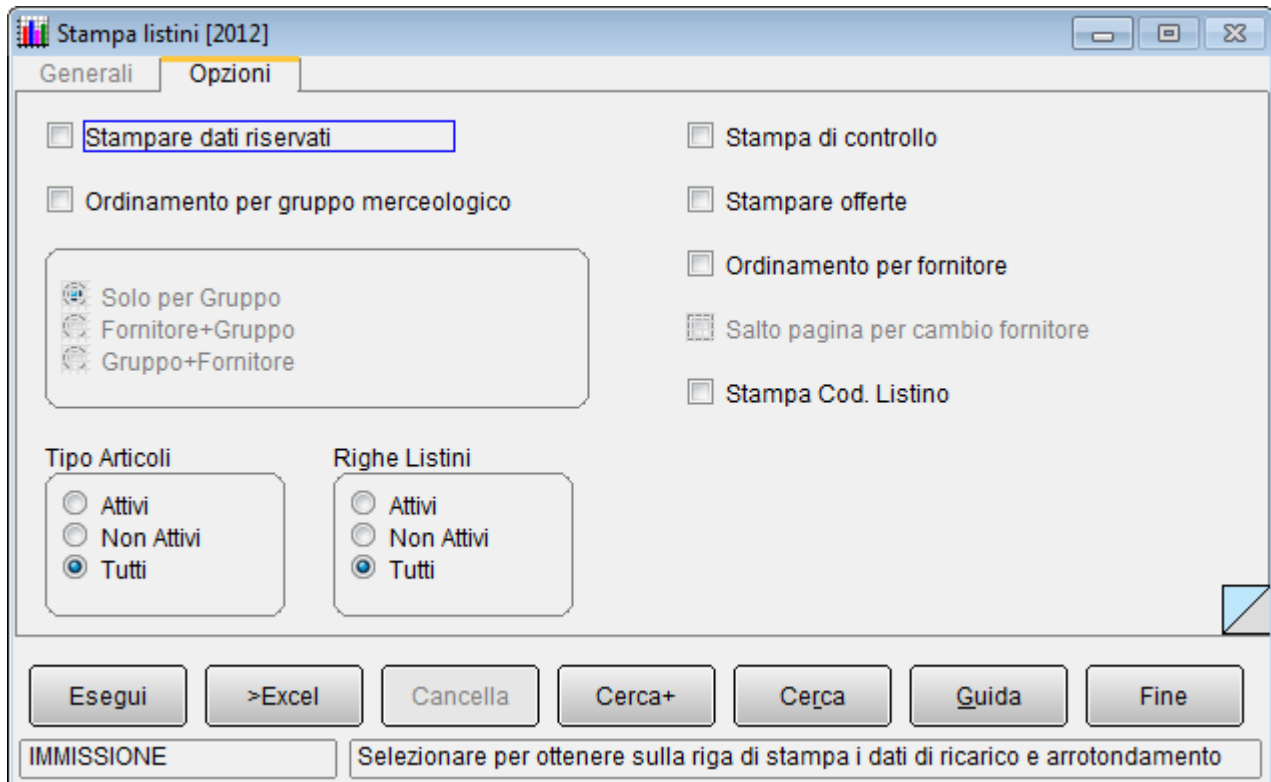 Stampa listini [2012]
Generali Opzioni
Stampare dati riservati
Stampa di controllo
Ordinamento per gruppo merceologico
Stampare offerte
Ordinamento per fornitore
Solo per Gruppo
Fornitore+Gruppo
Gruppo+Fornitore
Salto pagina per cambio fornitore
Stampa Cod. Listino
Tipo Articoli
Attivi
Non Attivi
Tutti
Righe Listini
Attivi
Non Attivi
Tutti
Esegui >Excel Cancella Cerca+ Cerca Guida Fine
IMMISSIONE Selezionare per ottenere sulla riga di stampa i dati di ricarico e arrotondamento